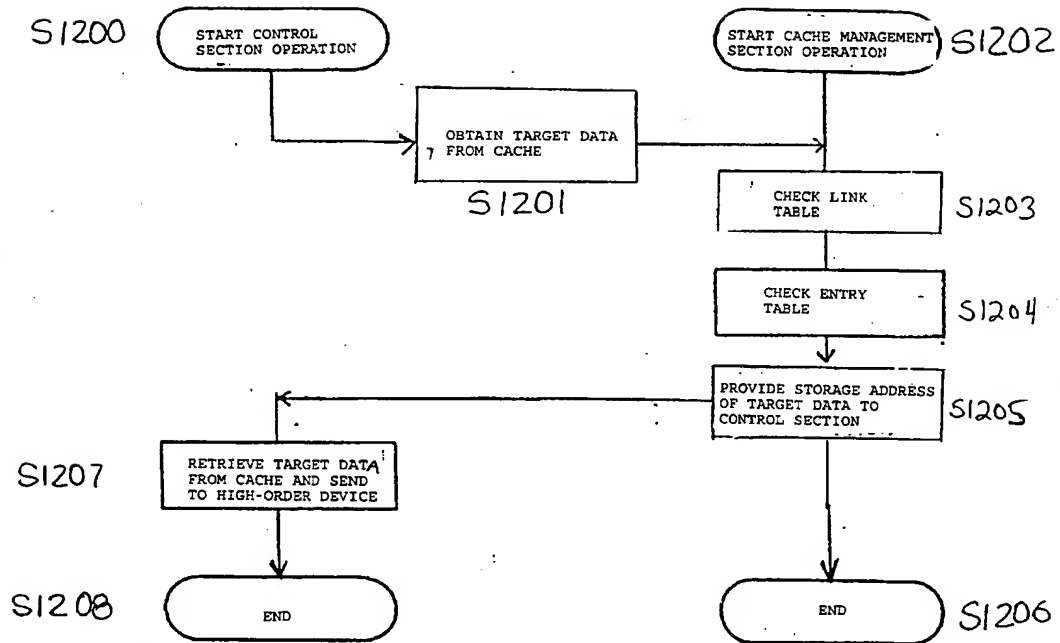 S1200
START CONTROL
SECTION OPERATION
START CACHE MANAGEMENT
SECTION OPERATION
S1202
OBTAIN TARGET DATA
FROM CACHE
S1201
CHECK LINK
TABLE
S1203
CHECK ENTRY
TABLE
S1204
PROVIDE STORAGE ADDRESS
OF TARGET DATA TO
CONTROL SECTION
S1205
S1207
RETRIEVE TARGET DATA
FROM CACHE AND SEND
TO HIGH-ORDER DEVICE
S1208
END
END
S1206